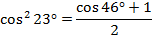 cos² 23° = (cos 46° + 1)/2